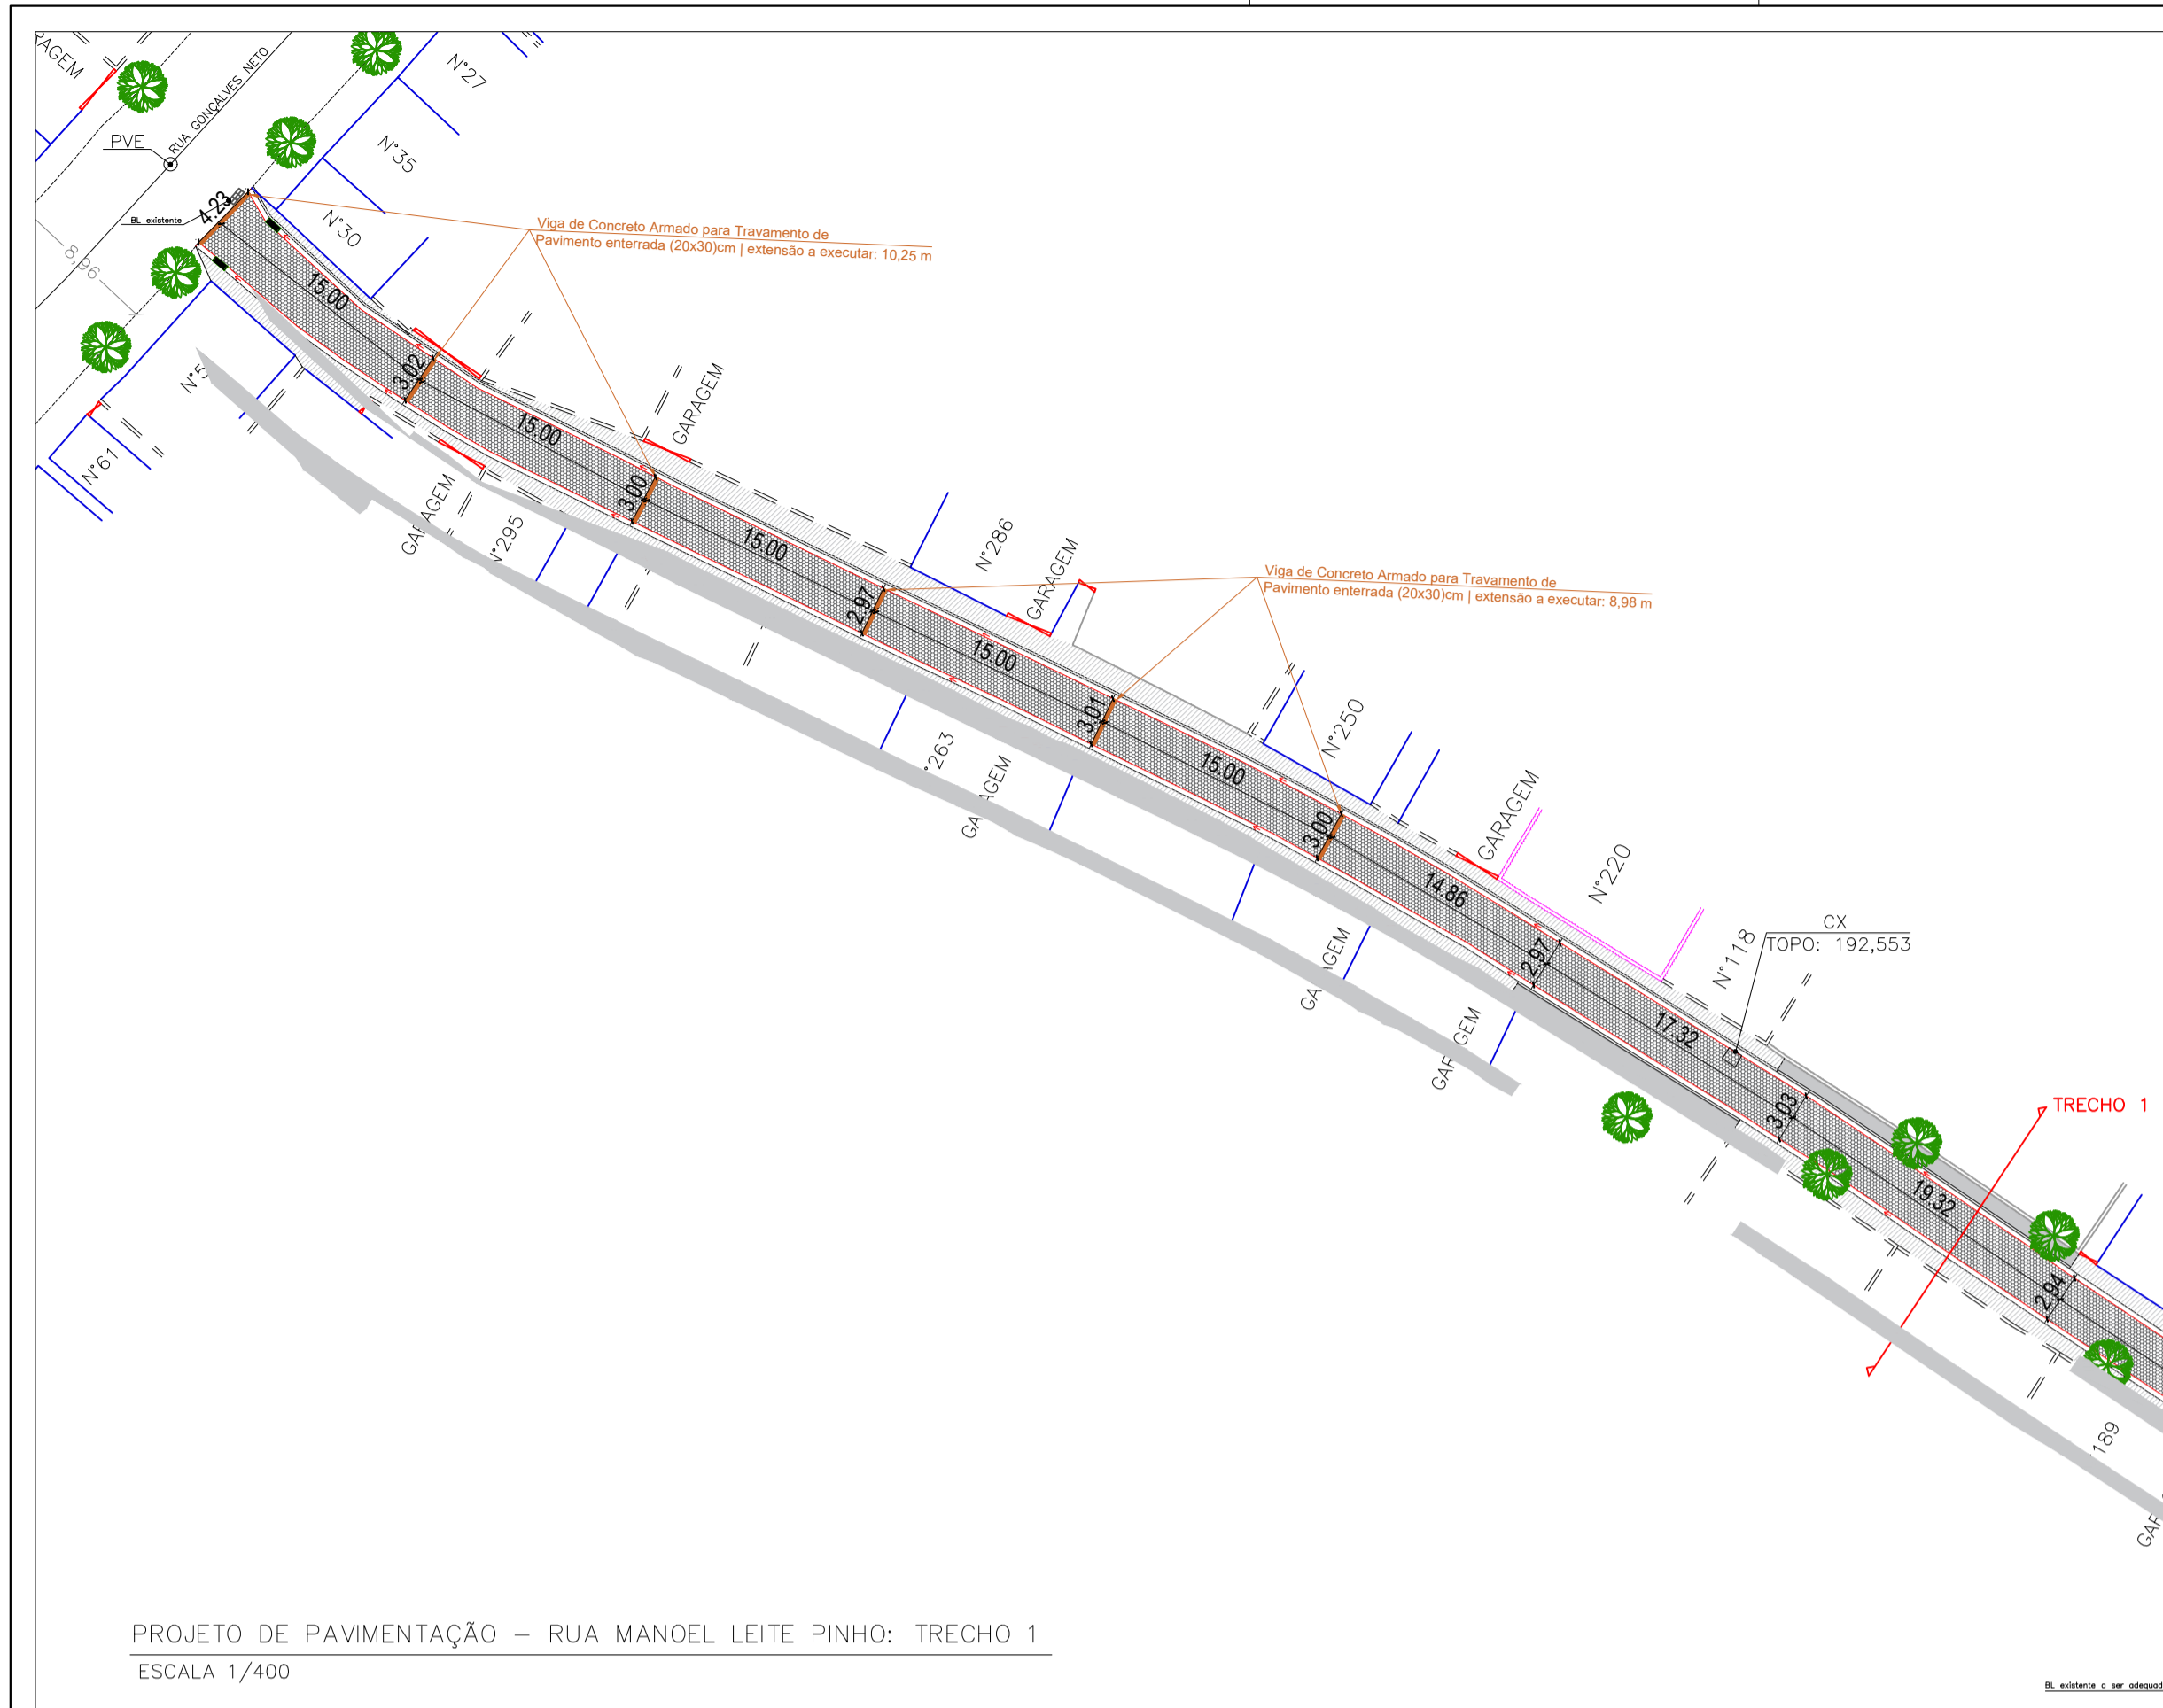 N°27
RUA GONÇALVES NETO
PVE
N°35
4.23
BL existente
N°30
Viga de Concreto Armado para Travamento de
Pavimento enterrada (20x30)cm | extensão a executar: 10,25 m
8,96
15.00
3.02
GARAGEM
15.00
N°61
3.00
N°295
15.00
N°286
GARAGEM
Viga de Concreto Armado para Travamento de
Pavimento enterrada (20x30)cm | extensão a executar: 8,98 m
2.97
15.00
3.01
N°250
15.00
GARAGEM
3.00
N°220
14.86
CX
TOPO: 192,553
N°118
2.97
17.32
3.03
TRECHO 1
19.32
2.94
189
PROJETO DE PAVIMENTAÇÃO – RUA MANOEL LEITE PINHO: TRECHO 1
ESCALA 1/400
BL existente a ser